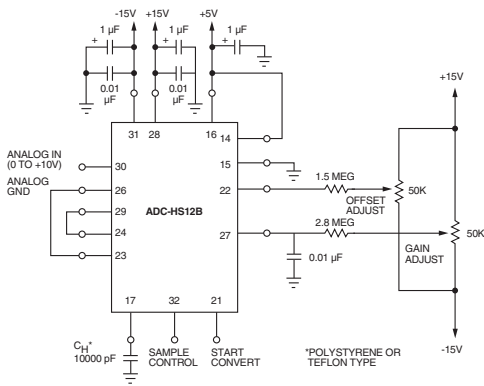 -15V +15V +5V
1 µF 1 µF 1 µF
+ + +
0.01 µF 0.01 µF
+15V
31 28 16
14
ANALOG IN (0 TO +10V)
30
15
1.5 MEG
50K
ANALOG GND
26
22
OFFSET ADJUST
29
ADC-HS12B
2.8 MEG
50K
24
27
GAIN ADJUST
23
0.01 µF
17 32 21
CH*
10000 pF
SAMPLE CONTROL
START CONVERT
*POLYSTYRENE OR TEFLON TYPE
-15V